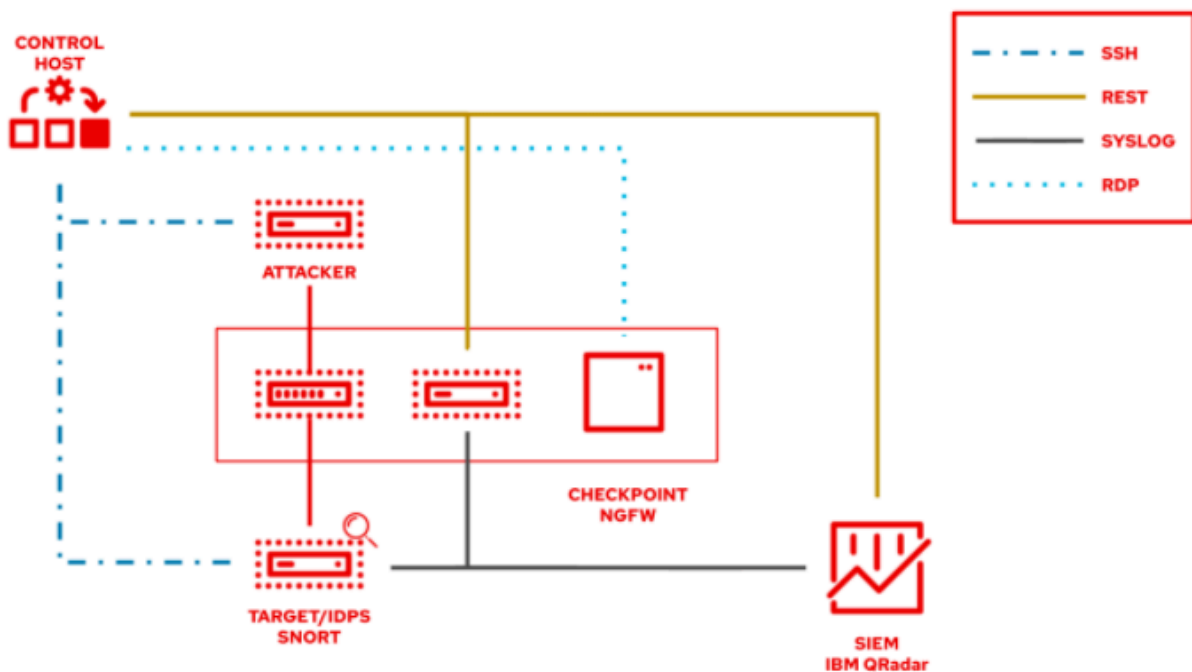 CONTROL
HOST
SSH
REST
SYSLOG
RDP
ATTACKER
CHECKPOINT
NGFW
TARGET/IDPS
SNORT
SIEM
IBM QRadar